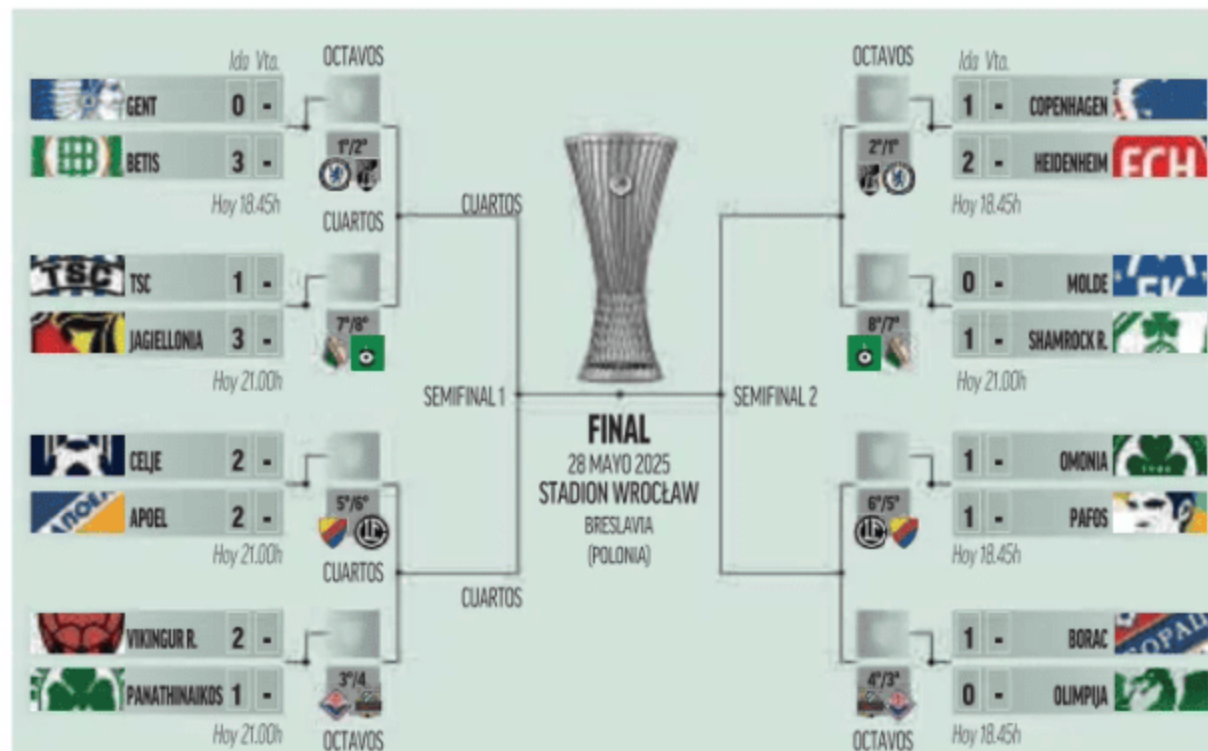 OCTAVOS
Ida Vta.
GENT 0 -
BETIS 3 -
Hoy 18.45h
1º/2º
CUARTOS
TSC
TSC 1 -
JAGIELLONIA 3 -
Hoy 21.00h
7º/8º
CELJE 2 -
APOEL
APOEL 2 -
Hoy 21.00h
5º/6º
CUARTOS
VIKINGUR R. 2 -
PANATHINAIKOS 1 -
Hoy 21.00h
3º/4
OCTAVOS
CUARTOS
SEMIFINAL 1
SEMIFINAL 2
CUARTOS
FINAL
28 MAYO 2025
STADION WROCŁAW
BRESLAVIA
(POLONIA)
OCTAVOS
Ida Vta.
1 - COPENHAGEN
2 - HEIDENHEIM
FCH
Hoy 18.45h
2º/1º
0 - MOLDE
FK
1 - SHAMROCK R.
Hoy 21.00h
8º/7º
1 - OMONIA
1 - PAFOS
Hoy 18.45h
6º/5º
1 - BORAC
0 - OLIMPIJA
Hoy 18.45h
4º/3º
OCTAVOS